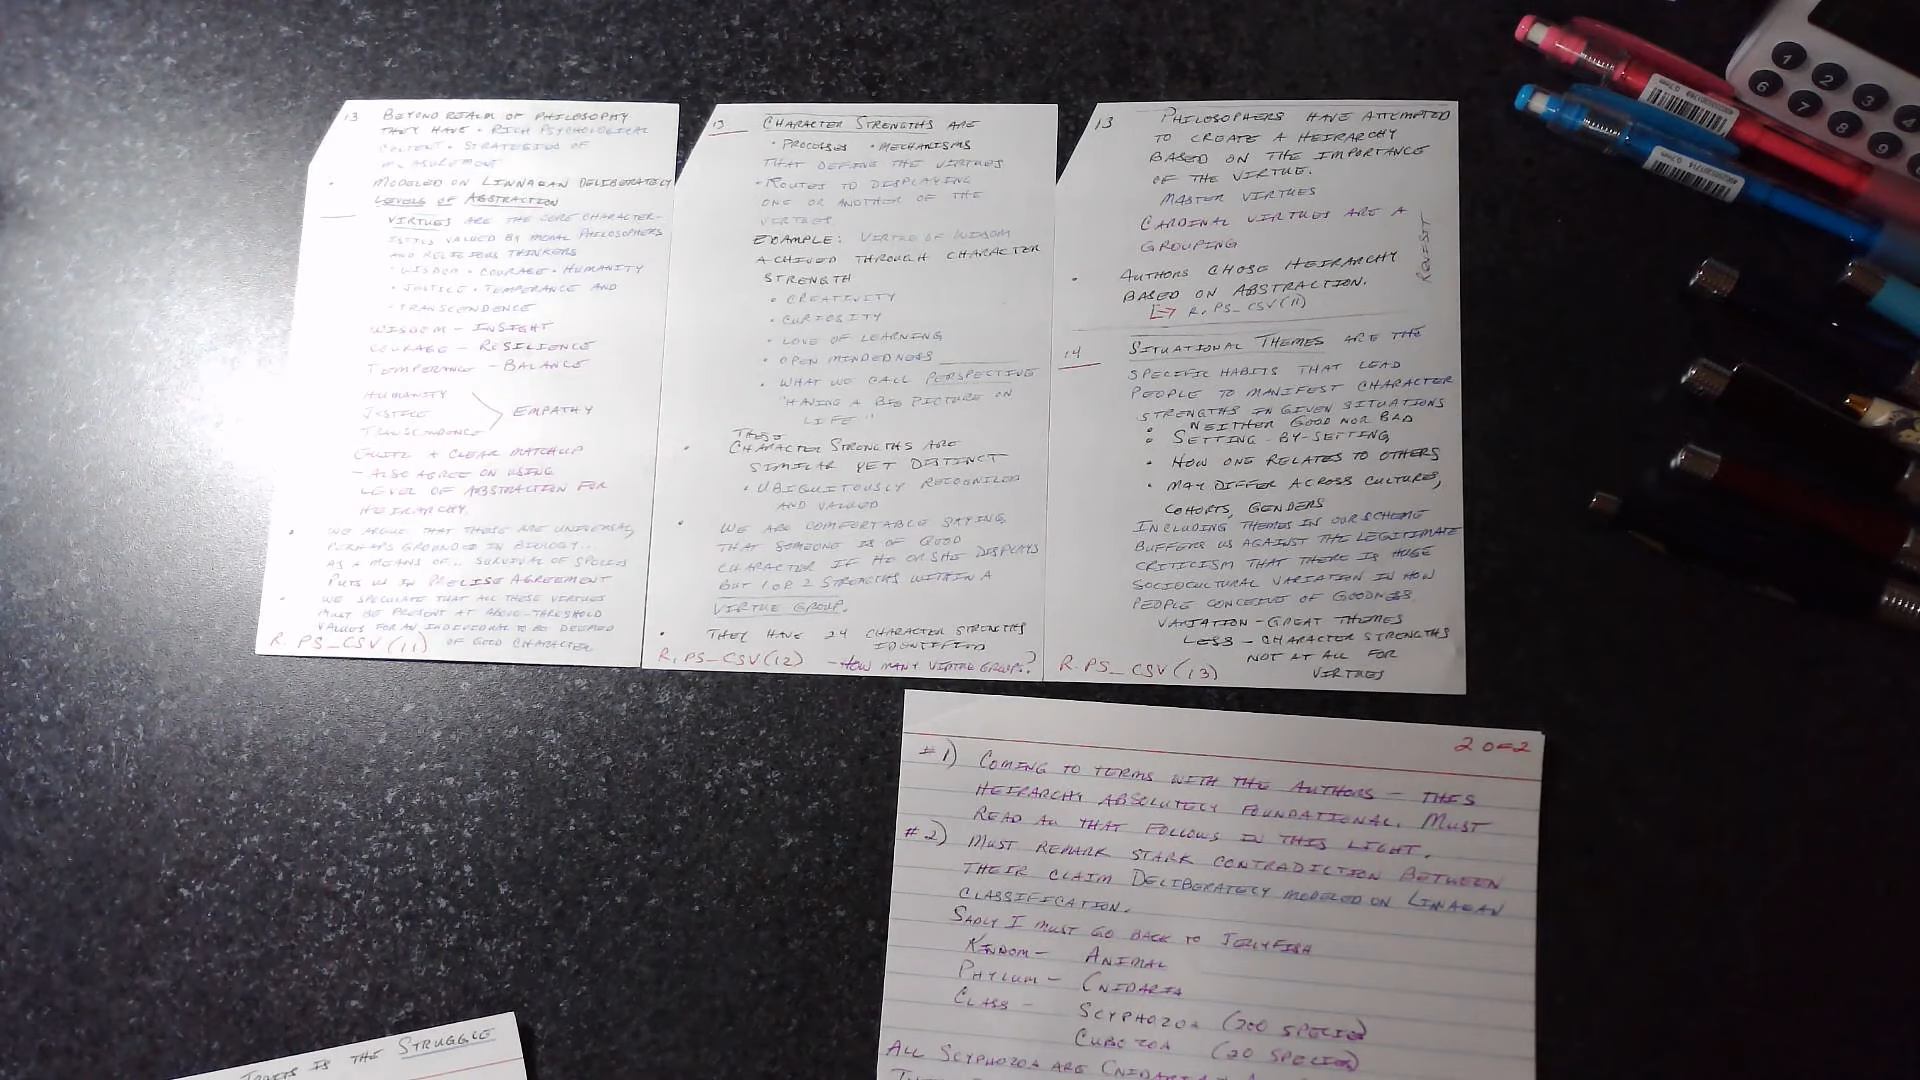 13 BEYOND REALM OF PHILOSOPHY
THEY HAVE • RICH PSYCHOLOGICAL
CONTENT • STRATEGIES OF
MEASUREMENT
• MODELED ON LINNAEAN DELIBERATELY
LEVELS OF ABSTRACTION
VIRTUES ARE THE CORE CHARACTER-
ISTICS VALUED BY MORAL PHILOSOPHERS
AND RELIGIOUS THINKERS
• WISDOM • COURAGE • HUMANITY
• JUSTICE • TEMPERANCE AND
• TRANSCENDENCE
WISDOM – INSIGHT
COURAGE – RESILIENCE
TEMPERANCE – BALANCE
HUMANITY
JUSTICE
EMPATHY
TRANSCENDENCE
QUITE A CLEAR MATCHUP
– ALSO AGREE ON USING
LEVEL OF ABSTRACTION FOR
HEIRARCHY.
• WE ARGUE THAT THESE ARE UNIVERSAL,
PERHAPS GROUNDED IN BIOLOGY...
AS A MEANS OF... SURVIVAL OF SPECIES
PUTS US IN PRECISE AGREEMENT
• WE SPECULATE THAT ALL THESE VIRTUES
MUST BE PRESENT AT ABOVE-THRESHOLD
VALUES FOR AN INDIVIDUAL TO BE DEEMED
OF GOOD CHARACTER
R. PS_CSV(11)
13 CHARACTER STRENGTHS ARE
• PROCESSES • MECHANISMS
THAT DEFINE THE VIRTUES
• ROUTES TO DISPLAYING
ONE OR ANOTHER OF THE
VIRTUES
EXAMPLE: VIRTUE OF WISDOM
ACHIVED THROUGH CHARACTER
STRENGTH
• CREATIVITY
• CURIOSITY
• LOVE OF LEARNING
• OPEN MINDEDNESS
• WHAT WE CALL PERSPECTIVE
"HAVING A BIG PICTURE ON
LIFE"
THESE
• CHARACTER STRENGTHS ARE
SIMILAR YET DISTINCT
• UBIQUITOUSLY RECOGNIZED
AND VALUED
• WE ARE COMFORTABLE SAYING
THAT SOMEONE IS OF GOOD
CHARACTER IF HE OR SHE DISPLAYS
BUT 1 OR 2 STRENGTHS WITHIN A
VIRTUE GROUP.
• THEY HAVE 24 CHARACTER STRENGTHS
IDENTIFIED
R. PS_CSV(12) – HOW MANY VIRTUE GROUPS?
13 PHILOSOPHERS HAVE ATTEMPTED
TO CREATE A HEIRARCHY
BASED ON THE IMPORTANCE
OF THE VIRTUE.
MASTER VIRTUES
CARDINAL VIRTUES ARE A
GROUPING
REVISIT
• AUTHORS CHOSE HEIRARCHY
BASED ON ABSTRACTION.
R. PS_CSV(11)
14 SITUATIONAL THEMES ARE THE
SPECIFIC HABITS THAT LEAD
PEOPLE TO MANIFEST CHARACTER
STRENGTHS IN GIVEN SITUATIONS
• NEITHER GOOD NOR BAD
• SETTING-BY-SETTING
• HOW ONE RELATES TO OTHERS
• MAY DIFFER ACROSS CULTURES,
COHORTS, GENDERS
INCLUDING THEMES IN OUR SCHEME
BUFFERS US AGAINST THE LEGITIMATE
CRITICISM THAT THERE IS HUGE
SOCIOCULTURAL VARIATION IN HOW
PEOPLE CONCEIVE OF GOODNESS.
VARIATION – GREAT THEMES
LESS – CHARACTER STRENGTHS
NOT AT ALL FOR
VIRTUES
R. PS_CSV(13)
2 OF 2
#1) COMING TO TERMS WITH THE AUTHORS – THIS
HEIRARCHY ABSOLUTELY FOUNDATIONAL. MUST
READ ALL THAT FOLLOWS IN THIS LIGHT.
#2) MUST REMARK STARK CONTRADICTION BETWEEN
THEIR CLAIM DELIBERATELY MODELED ON LINAEAN
CLASSIFICATION.
SADLY I MUST GO BACK TO JELLYFISH
KINDOM – ANIMAL
PHYLUM – CNIDARIA
CLASS – SCYPHOZOA (200 SPECIES)
CUBOZOA (20 SPECIES)
ALL SCYPHOZOA ARE CNIDARIA
TRAITS IS THE STRUGGLE
1 2 3 4
6 7 8 9